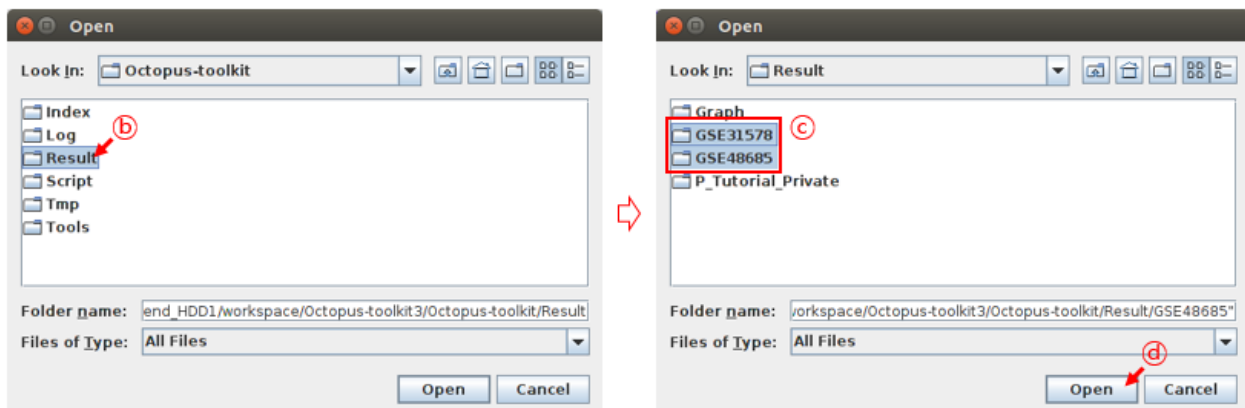 Open
Look In: Octopus-toolkit
Index
Log
ⓑ
Result
Script
Tmp
Tools
Folder name: end_HDD1/workspace/Octopus-toolkit3/Octopus-toolkit/Result
Files of Type: All Files
Open Cancel
Open
Look In: Result
Graph
GSE31578
ⓒ
GSE48685
P_Tutorial_Private
Folder name: /orkspace/Octopus-toolkit3/Octopus-toolkit/Result/GSE48685"
Files of Type: All Files
ⓓ
Open Cancel